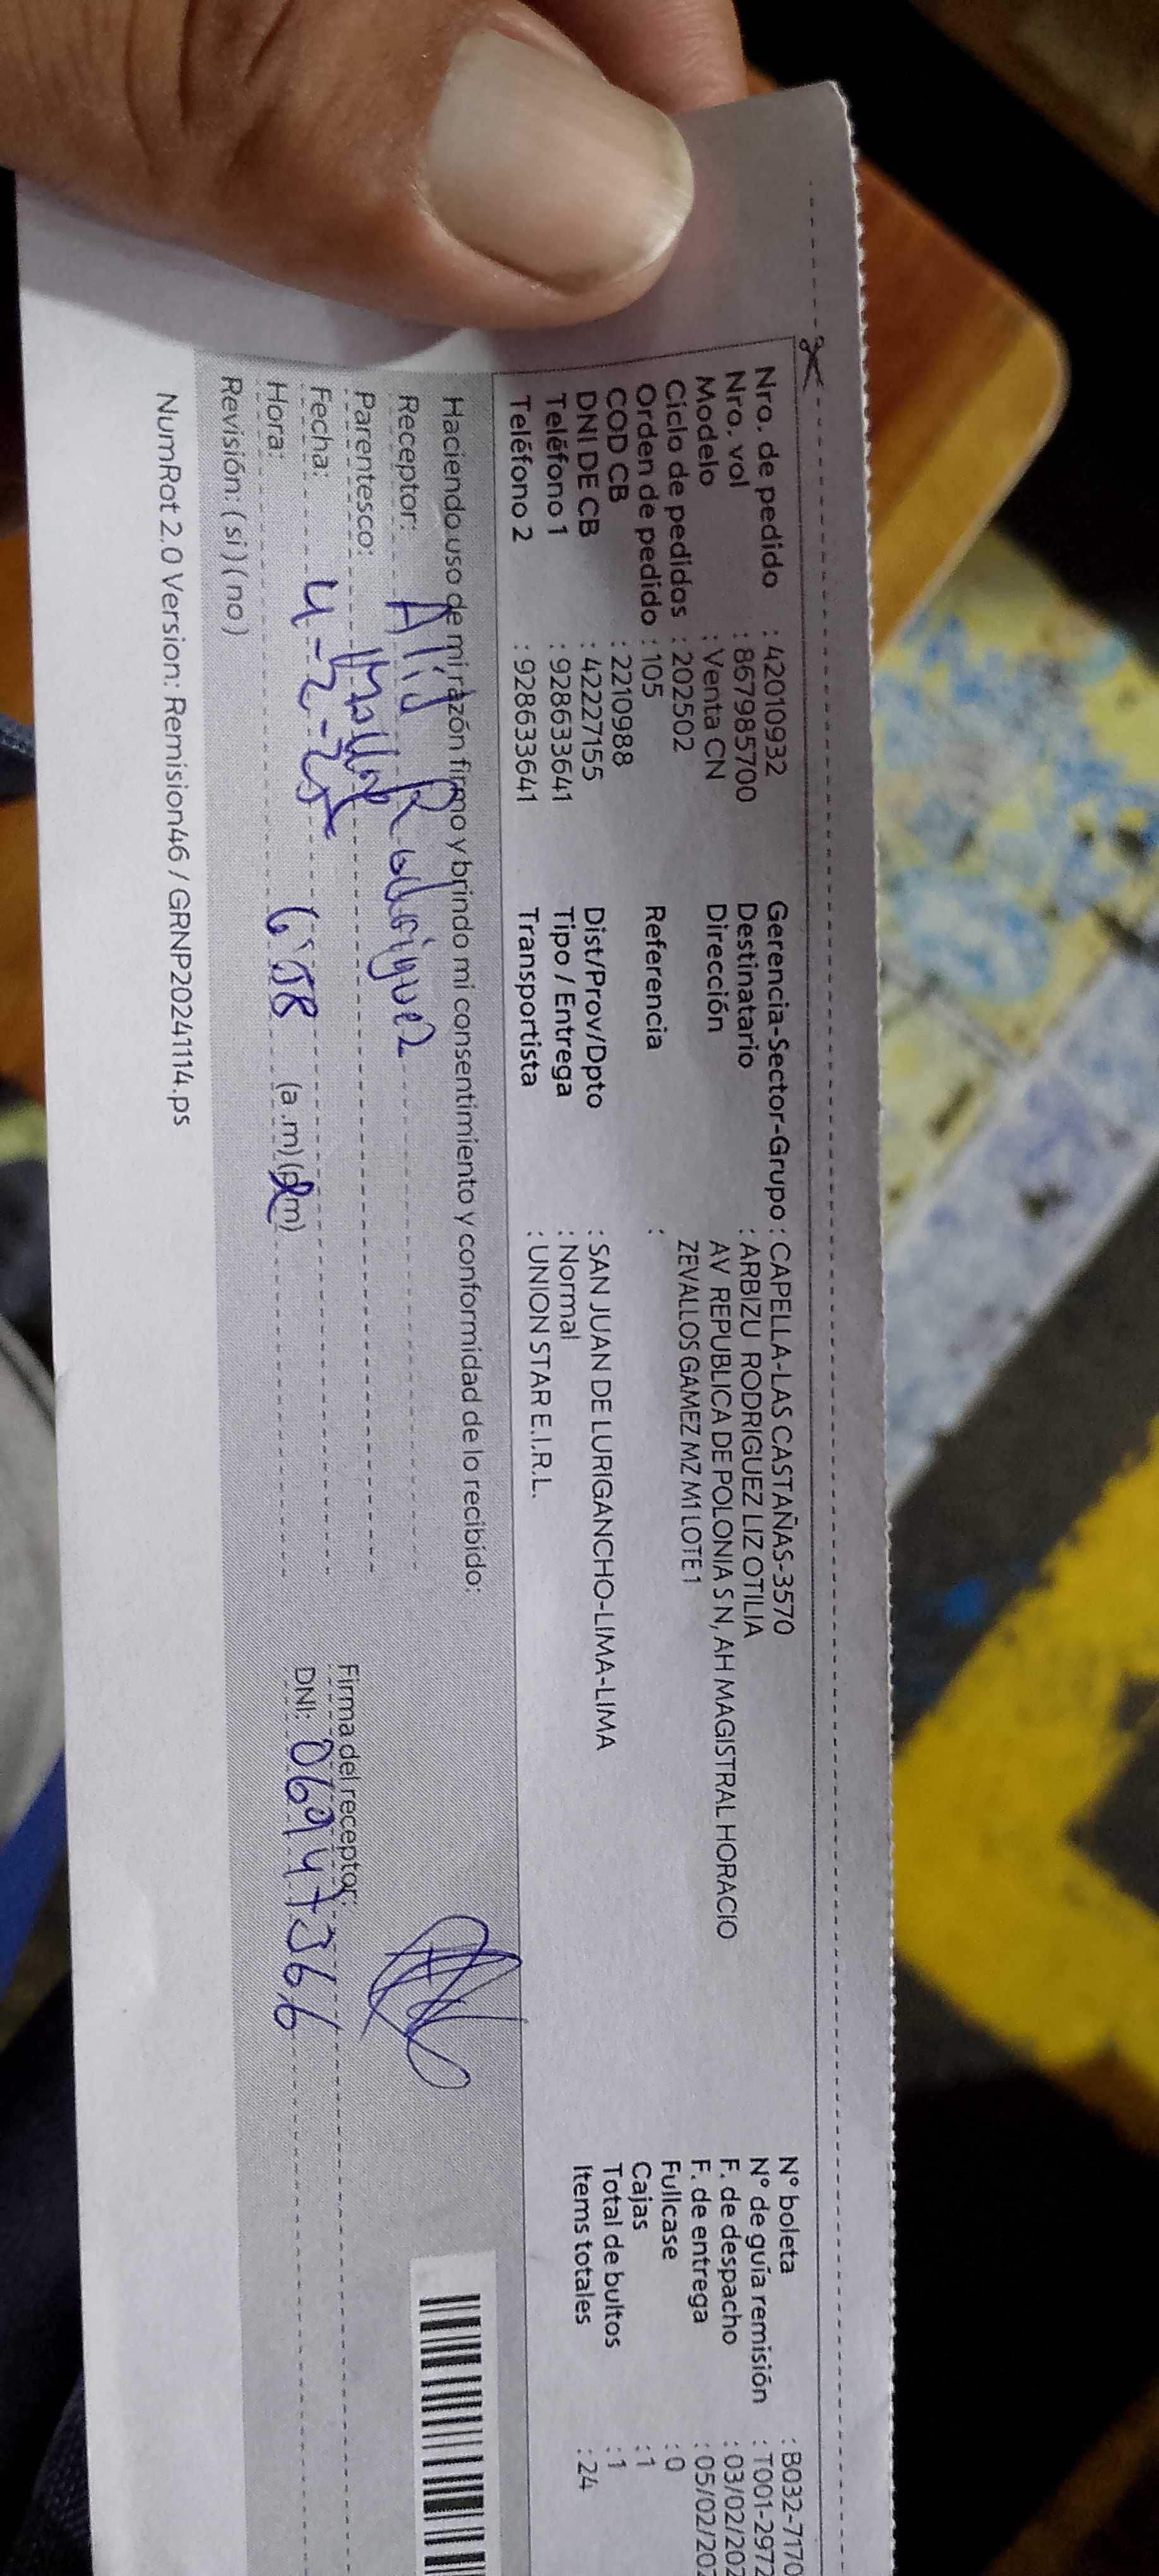 Nro. de pedido : 42010932
Nro. vol : 867985700
Modelo : Venta CN
Ciclo de pedidos : 202502
Orden de pedido : 105
COD CB : 2210988
DNI DE CB : 42227155
Teléfono 1 : 928633641
Teléfono 2 : 928633641
Gerencia-Sector-Grupo : CAPELLA-LAS CASTAÑAS-3570
Destinatario : ARBIZU RODRIGUEZ LIZ OTILIA
Dirección AV REPUBLICA DE POLONIA S N, AH MAGISTRAL HORACIO
ZEVALLOS GAMEZ MZ M1 LOTE 1
Referencia :
Dist/Prov/Dpto : SAN JUAN DE LURIGANCHO-LIMA-LIMA
Tipo / Entrega : Normal
Transportista : UNION STAR E.I.R.L.
N° boleta : B032-7170
N° de guía remisión : T001-2972
F. de despacho : 03/02/202
F. de entrega : 05/02/202
Fullcase : 0
Cajas : 1
Total de bultos : 1
Items totales : 24
Haciendo uso de mi razón firmo y brindo mi consentimiento y conformidad de lo recibido:
Receptor: Rodriguez
Parentesco:
Fecha: 4-2-25
Hora: 6:58 (a.m) (p.m)
Revisión: (si) (no)
Firma del receptor:
DNI: 06947366
NumRot 2.0 Version: Remision46 / GRNP20241114.ps